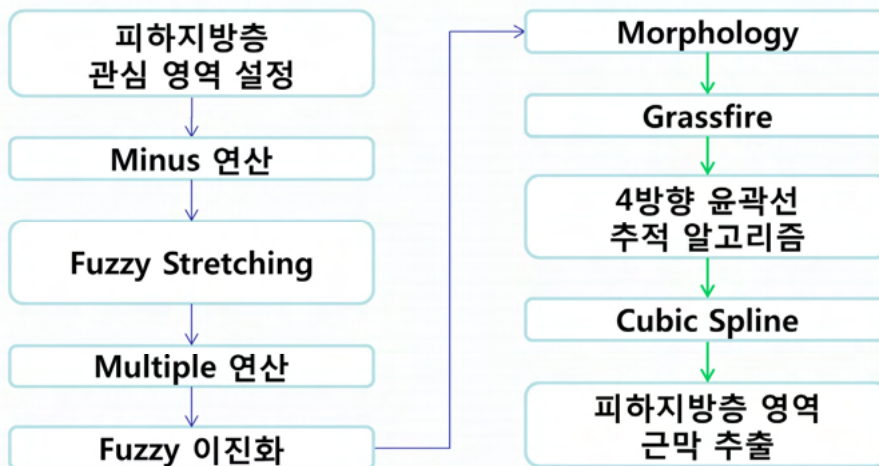 피하지방층
관심 영역 설정
Minus 연산
Fuzzy Stretching
Multiple 연산
Fuzzy 이진화
Morphology
Grassfire
4방향 윤곽선
추적 알고리즘
Cubic Spline
피하지방층 영역
근막 추출